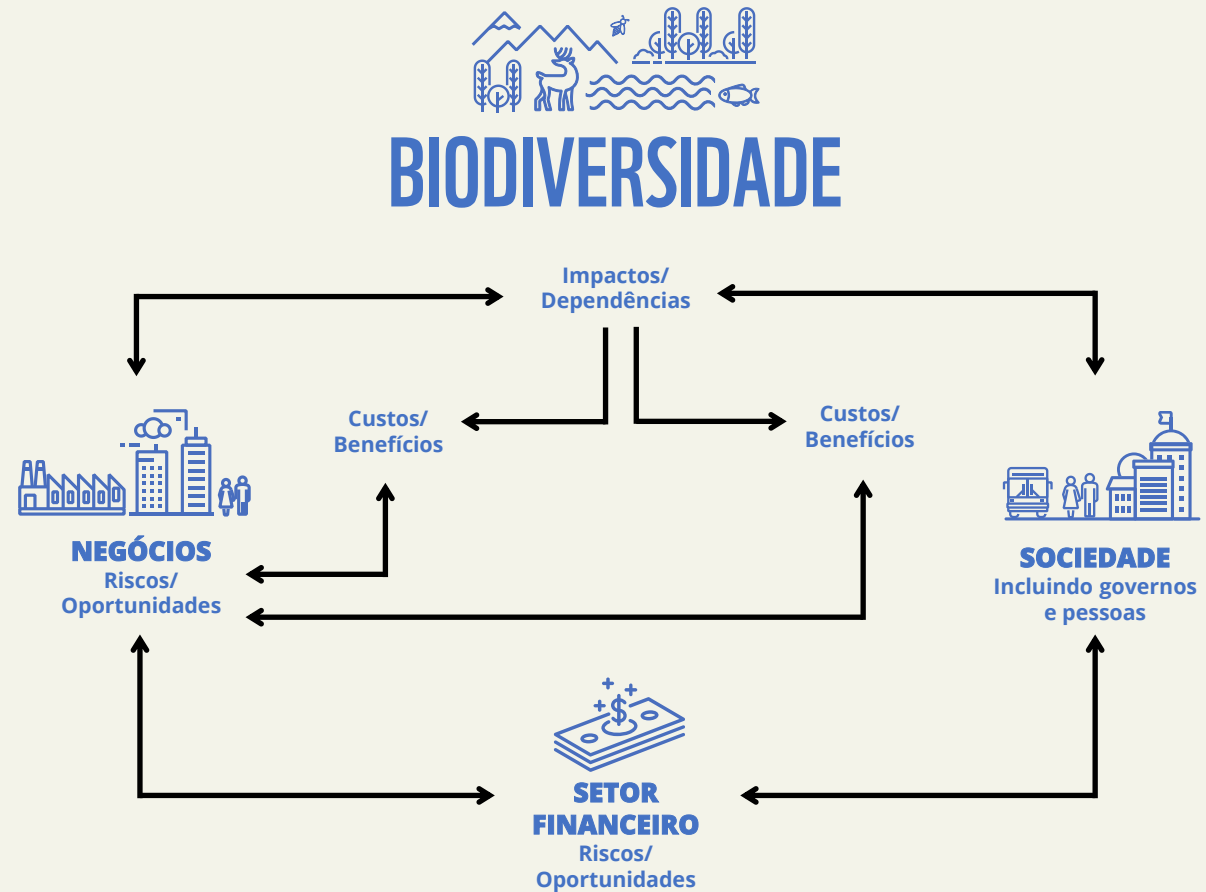 BIODIVERSIDADE
Impactos/
Dependências
Custos/
Benefícios
Custos/
Benefícios
NEGÓCIOS
Riscos/
Oportunidades
SOCIEDADE
Incluindo governos
e pessoas
$
SETOR
FINANCEIRO
Riscos/
Oportunidades